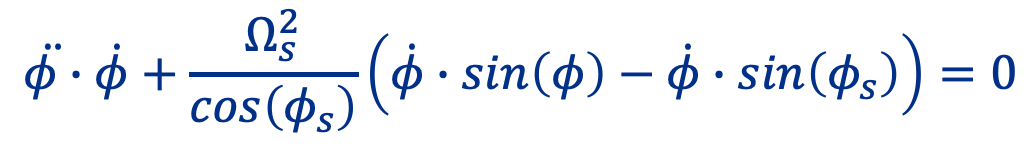 ϕ̈ · ϕ̇ + Ω_s^2 / cos(ϕ_s) (ϕ̇ · sin(ϕ) − ϕ̇ · sin(ϕ_s)) = 0